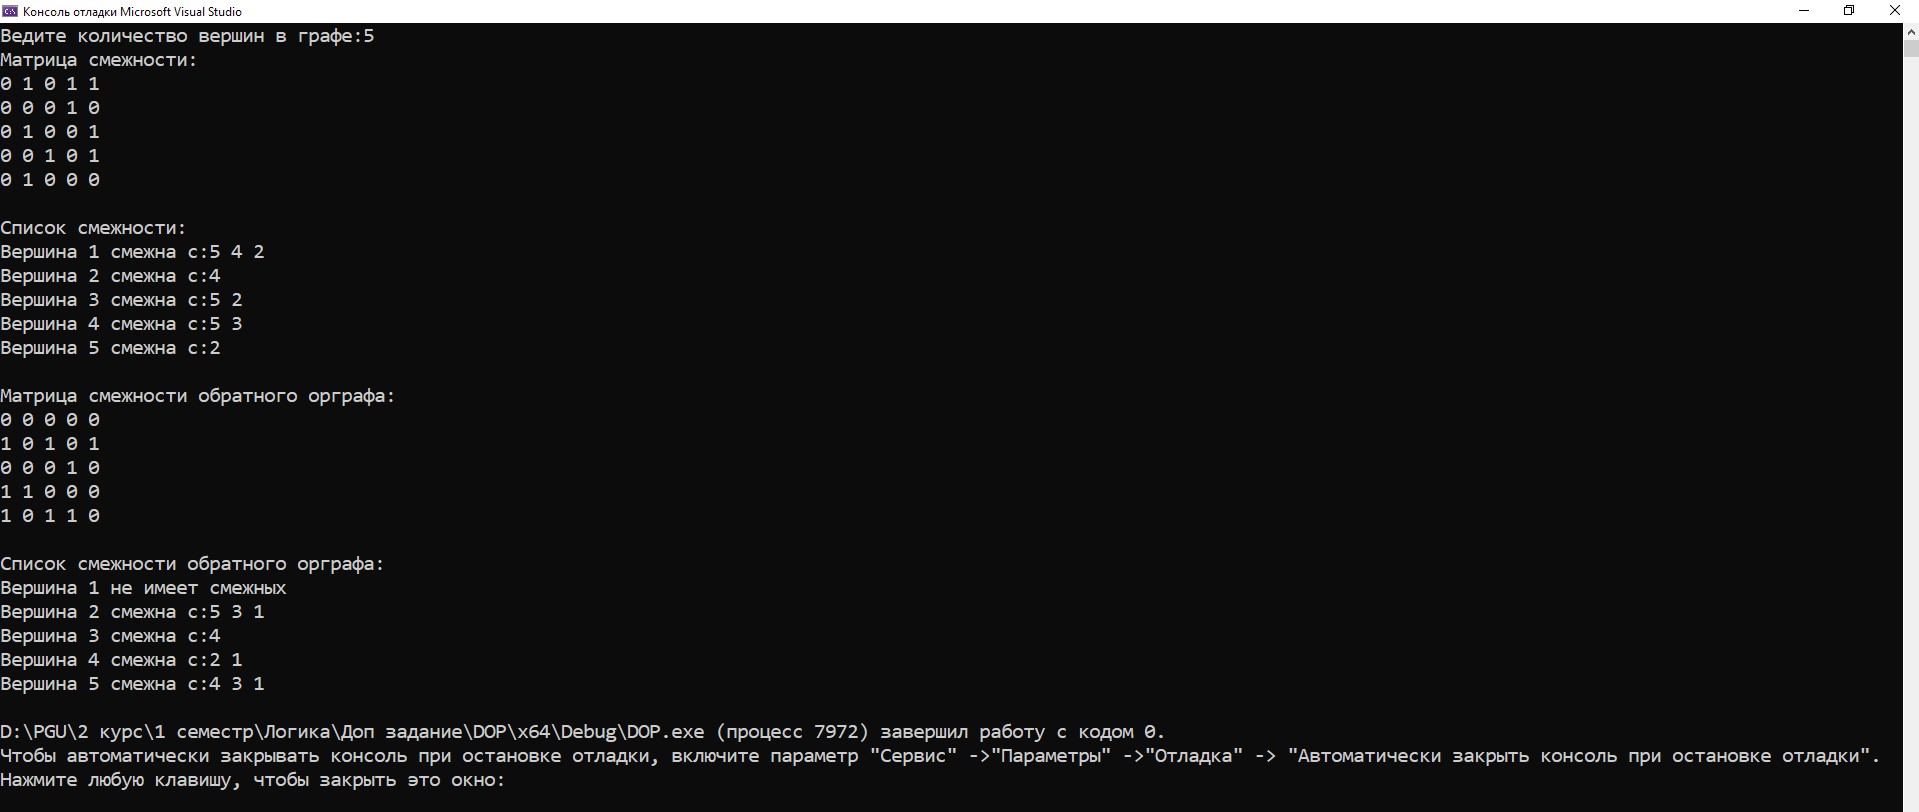 Консоль отладки Microsoft Visual Studio
Ведите количество вершин в графе:5
Матрица смежности:
0 1 0 1 1
0 0 0 1 0
0 1 0 0 1
0 0 1 0 1
0 1 0 0 0
Список смежности:
Вершина 1 смежна с:5 4 2
Вершина 2 смежна с:4
Вершина 3 смежна с:5 2
Вершина 4 смежна с:5 3
Вершина 5 смежна с:2
Матрица смежности обратного орграфа:
0 0 0 0 0
1 0 1 0 1
0 0 0 1 0
1 1 0 0 0
1 0 1 1 0
Список смежности обратного орграфа:
Вершина 1 не имеет смежных
Вершина 2 смежна с:5 3 1
Вершина 3 смежна с:4
Вершина 4 смежна с:2 1
Вершина 5 смежна с:4 3 1
D:\PGU\2 курс\1 семестр\Логика\Доп задание\DOP\x64\Debug\DOP.exe (процесс 7972) завершил работу с кодом 0.
Чтобы автоматически закрывать консоль при остановке отладки, включите параметр "Сервис" ->"Параметры" ->"Отладка" -> "Автоматически закрыть консоль при остановке отладки".
Нажмите любую клавишу, чтобы закрыть это окно: